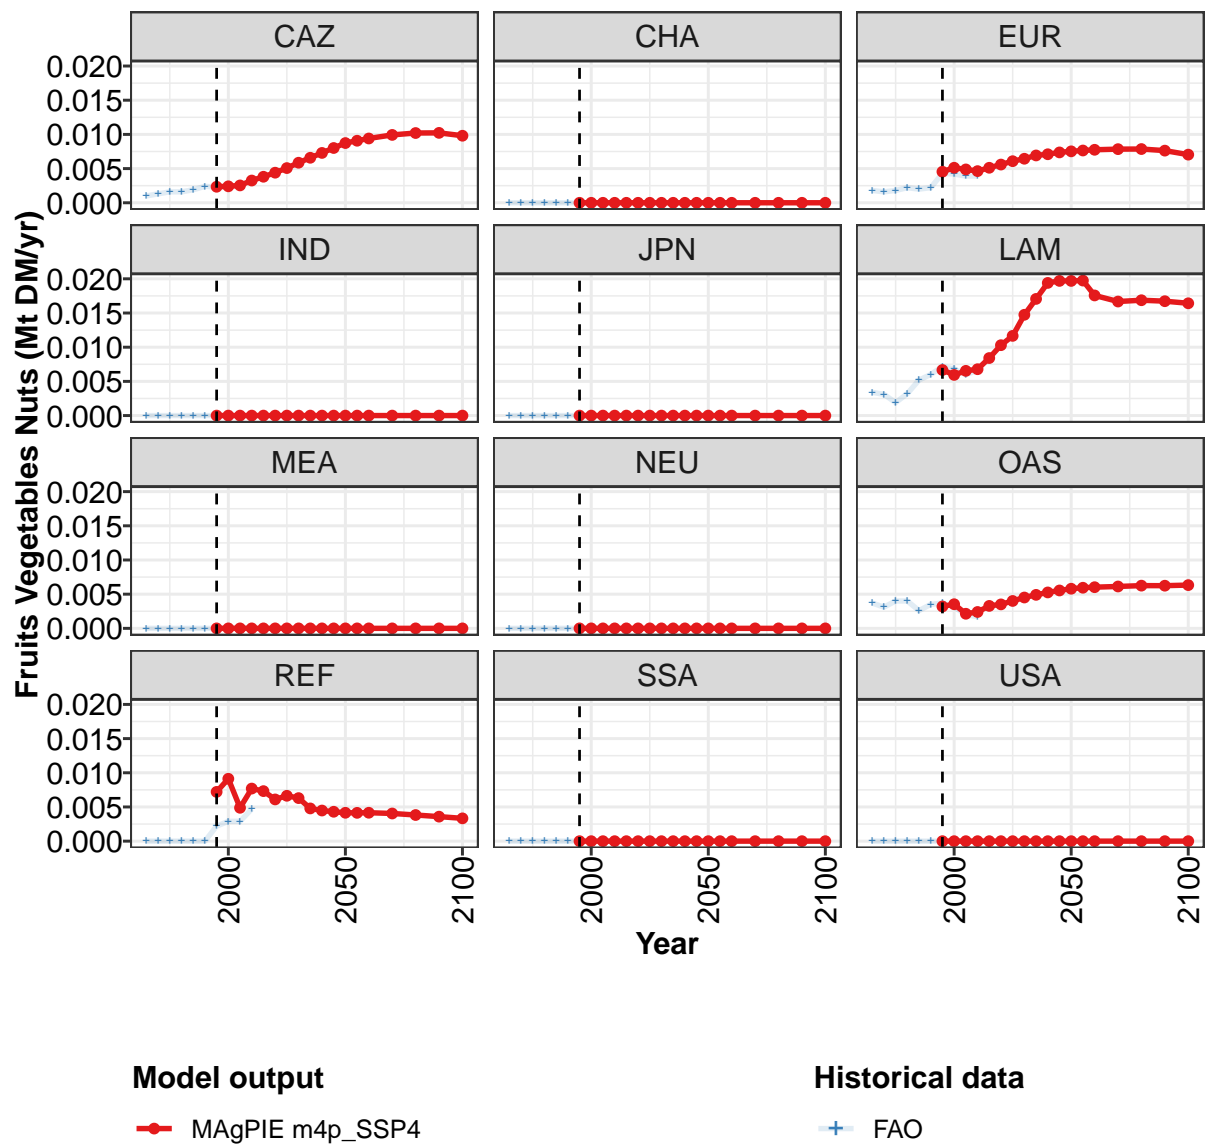 CAZ CHA EUR
0.020
0.015
0.010
0.005
0.000
IND JPN LAM
0.020
0.015
0.010
0.005
0.000
MEA NEU OAS
0.020
0.015
0.010
0.005
0.000
REF SSA USA
0.020
0.015
0.010
0.005
0.000
Fruits Vegetables Nuts (Mt DM/yr)
2000 2050 2100 2000 2050 2100 2000 2050 2100
Year
Model output
MAgPIE m4p_SSP4
Historical data
FAO